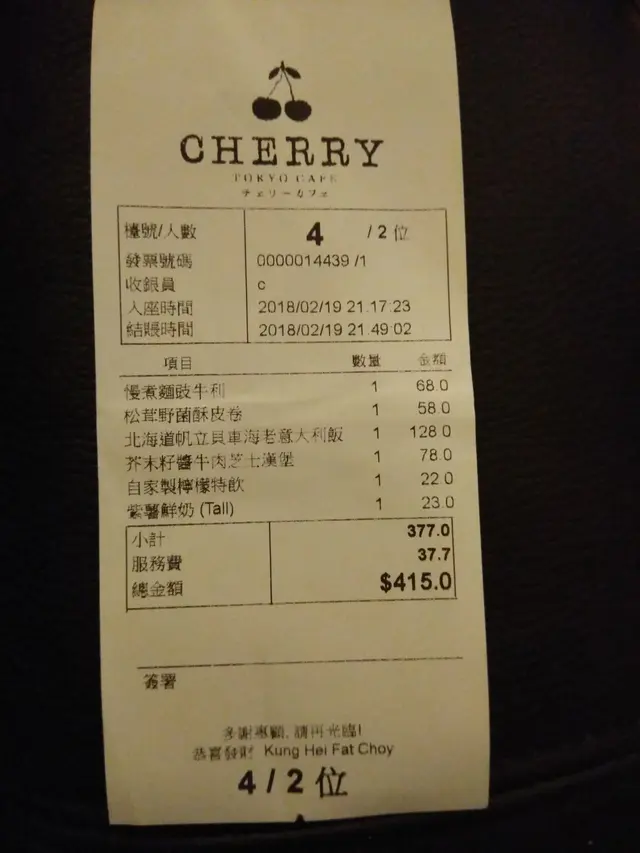 CHERRY
TOKYO CAFE
チェリーカフェ
檯號/人數 4 / 2 位
發票號碼 0000014439 /1
收銀員 c
入座時間 2018/02/19 21:17:23
結賬時間 2018/02/19 21:49:02
項目 數量 金額
慢煮麵豉牛利 1 68.0
松茸野菌酥皮卷 1 58.0
北海道帆立貝車海老意大利飯 1 128.0
芥末籽醬牛肉芝士漢堡 1 78.0
自家製檸檬特飲 1 22.0
紫薯鮮奶 (Tall) 1 23.0
小計 377.0
服務費 37.7
總金額 $415.0
簽署
多謝惠顧, 請再光臨!
恭喜發財 Kung Hei Fat Choy
4 / 2 位